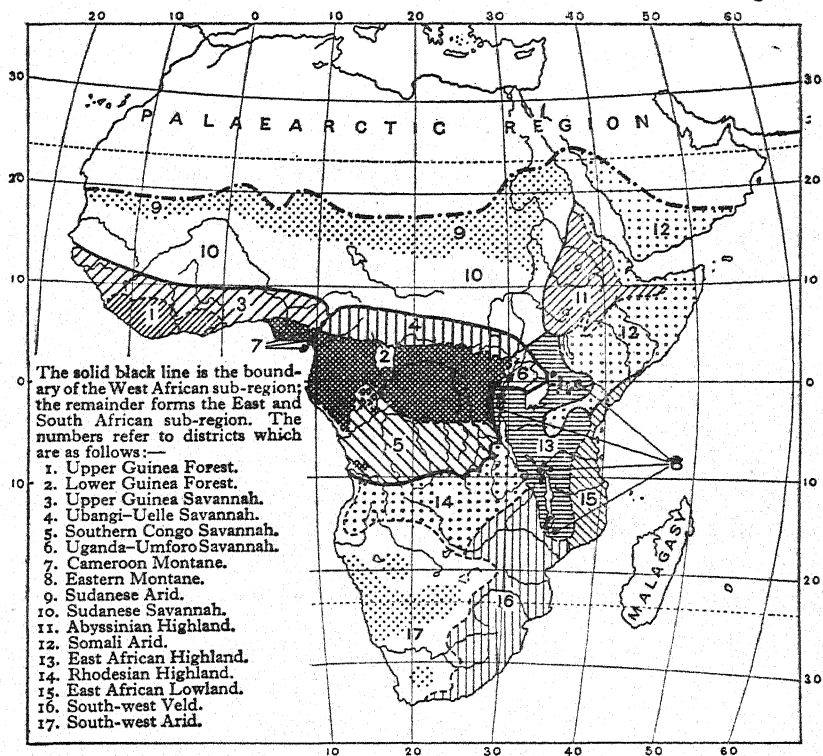 20 10 0 10 20 30 40 50 60
30 30
PALAEARCTIC REGION
20 20
9 9 12
10 10
11
10 10
1 3 4 12
7 2 6
The solid black line is the bound-
ary of the West African sub-region;
the remainder forms the East and
South African sub-region. The
numbers refer to districts which
are as follows:—
1. Upper Guinea Forest.
2. Lower Guinea Forest.
3. Upper Guinea Savannah.
4. Ubangi-Uelle Savannah.
5. Southern Congo Savannah.
6. Uganda-Umforo Savannah.
7. Cameroon Montane.
8. Eastern Montane.
9. Sudanese Arid.
10. Sudanese Savannah.
11. Abyssinian Highland.
12. Somali Arid.
13. East African Highland.
14. Rhodesian Highland.
15. East African Lowland.
16. South-west Veld.
17. South-west Arid.
0 0
5 13 8
10 10
14 15
MALAGASY
20
16
17
30
10 20 30 40 50 60